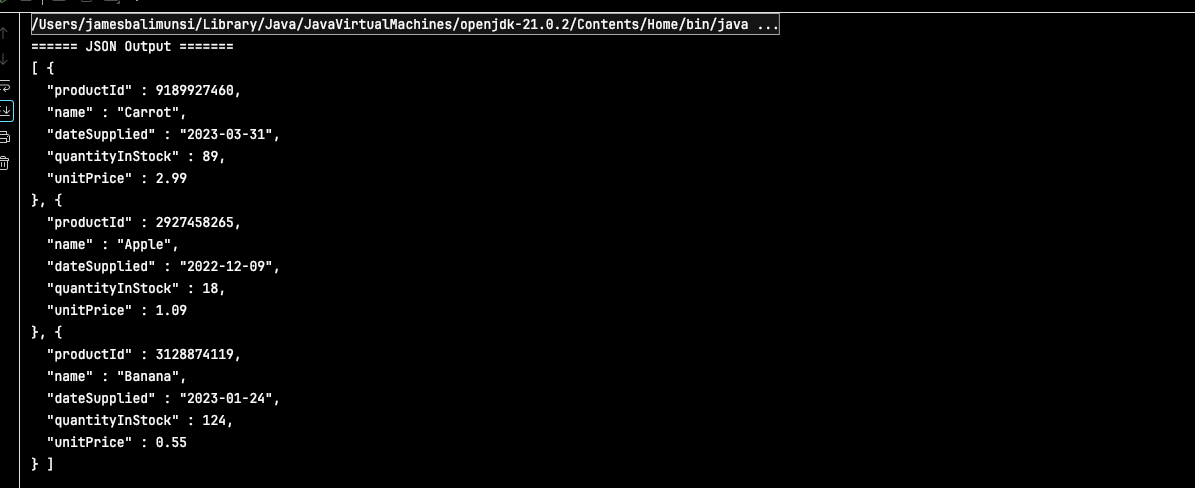 /Users/jamesbalimunsi/Library/Java/JavaVirtualMachines/openjdk-21.0.2/Contents/Home/bin/java ...
====== JSON Output =======
[ {
  "productId" : 9189927460,
  "name" : "Carrot",
  "dateSupplied" : "2023-03-31",
  "quantityInStock" : 89,
  "unitPrice" : 2.99
}, {
  "productId" : 2927458265,
  "name" : "Apple",
  "dateSupplied" : "2022-12-09",
  "quantityInStock" : 18,
  "unitPrice" : 1.09
}, {
  "productId" : 3128874119,
  "name" : "Banana",
  "dateSupplied" : "2023-01-24",
  "quantityInStock" : 124,
  "unitPrice" : 0.55
} ]